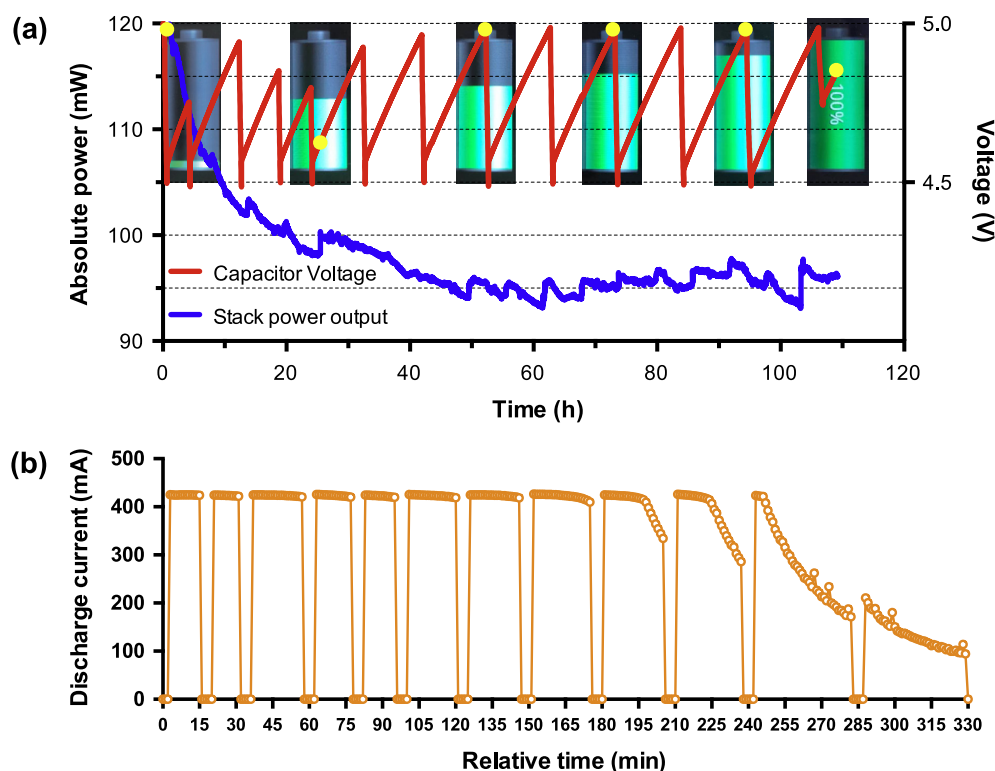 (a)
120
115
110
105
100
95
90
Absolute power (mW)
5.0
4.5
Voltage (V)
100%
Capacitor Voltage
Stack power output
0 20 40 60 80 100 120
Time (h)
(b)
500
400
300
200
100
0
Discharge current (mA)
0 15 30 45 60 75 90 105 120 135 150 165 180 195 210 225 240 255 270 285 300 315 330
Relative time (min)